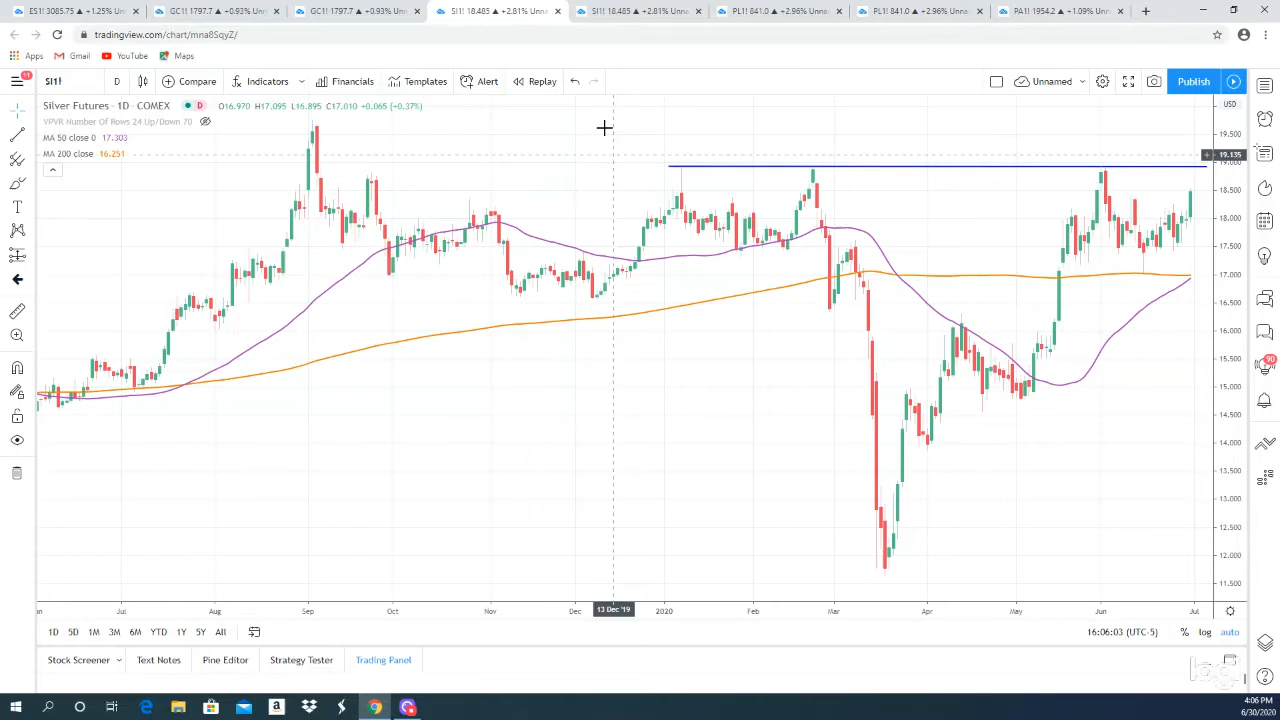 ES1! 3085.75 ▲ +1.25% Unn
GC1! 1797.7 ▲ +0.93% Unn
GC1! 1797.7 ▲ +0.93% Unn
SI1! 18.485 ▲ +2.81% Unna
SI1! 18.485 ▲ +2.81% Unna
PL1! 841.0 ▲ +2.96% Unna
PL1! 841.0 ▲ +2.96% Unna
PA1! 1954.2 ▲ +1.09% Unna
tradingview.com/chart/mna8SqyZ/
Apps Gmail YouTube Maps
11
SI1! D Compare Indicators Financials Templates Alert Replay Unnamed Publish
Silver Futures · 1D · COMEX D O16.970 H17.095 L16.895 C17.010 +0.065 (+0.37%)
VPVR Number Of Rows 24 Up/Down 70
MA 50 close 0 17.303
MA 200 close 16.251
USD
19.500
19.135
19.000
18.500
18.000
17.500
17.000
16.500
16.000
15.500
15.000
14.500
14.000
13.500
13.000
12.500
12.000
11.500
90
Jul Aug Sep Oct Nov Dec 13 Dec '19 2020 Feb Mar Apr May Jun Jul
1D 5D 1M 3M 6M YTD 1Y 5Y All 16:06:03 (UTC-5) % log auto
Stock Screener Text Notes Pine Editor Strategy Tester Trading Panel
4:06 PM
6/30/2020